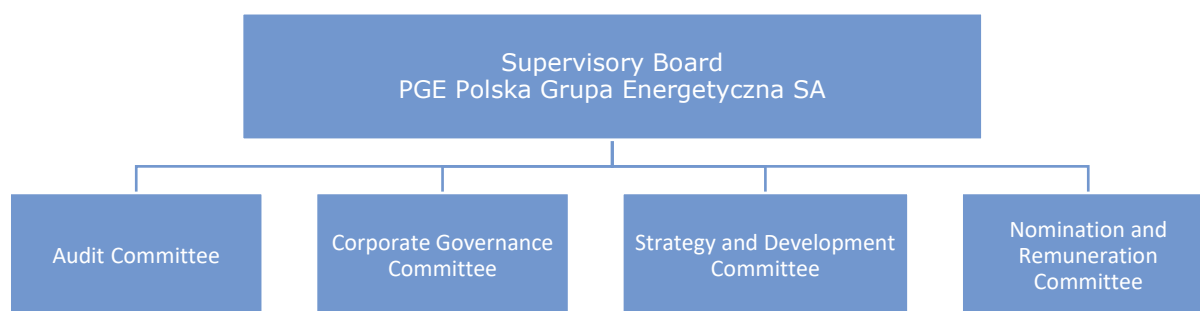 Supervisory Board
PGE Polska Grupa Energetyczna SA
Audit Committee
Corporate Governance
Committee
Strategy and Development
Committee
Nomination and
Remuneration
Committee